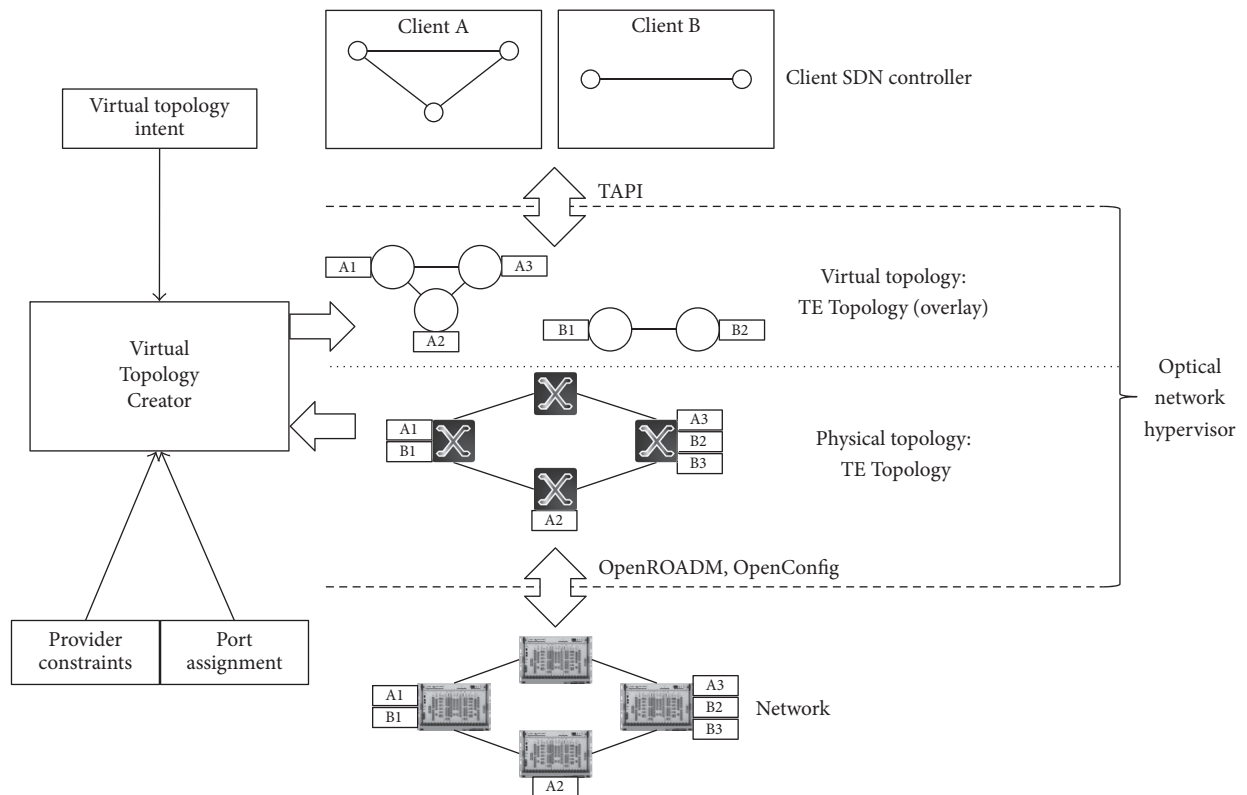 Client A
Client B
Client SDN controller
Virtual topology
intent
TAPI
A1
A3
A2
B1
B2
Virtual topology:
TE Topology (overlay)
Virtual
Topology
Creator
Optical
network
hypervisor
A1
B1
A3
B2
B3
A2
Physical topology:
TE Topology
OpenROADM, OpenConfig
Provider
constraints
Port
assignment
A1
B1
A3
B2
B3
A2
Network